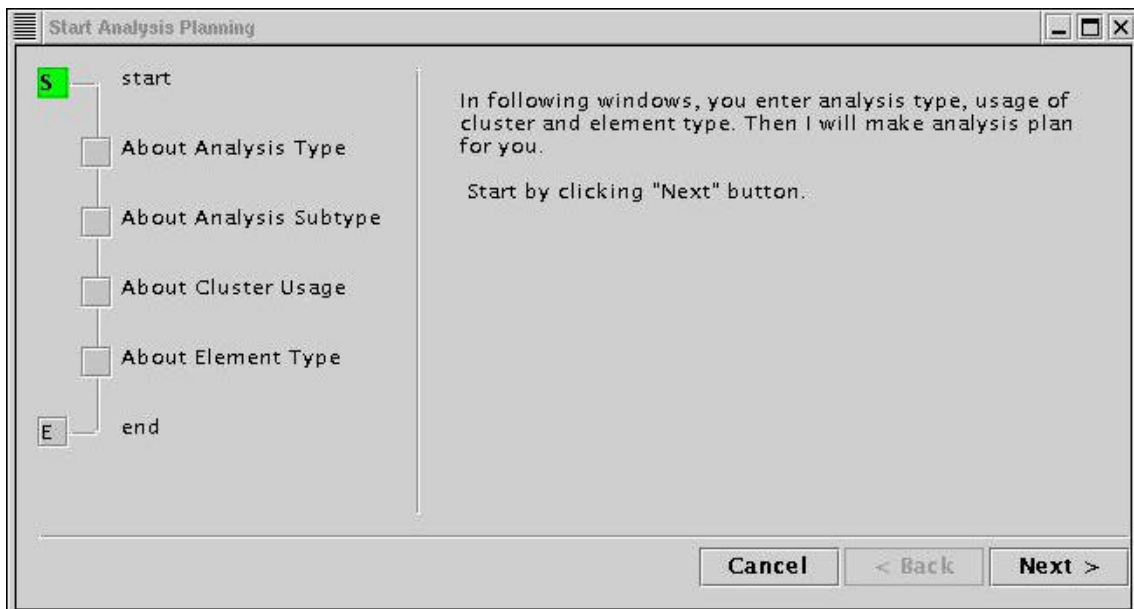 Start Analysis Planning
S start
About Analysis Type
About Analysis Subtype
About Cluster Usage
About Element Type
E end
In following windows, you enter analysis type, usage of
cluster and element type. Then I will make analysis plan
for you.
Start by clicking "Next" button.
Cancel < Back Next >